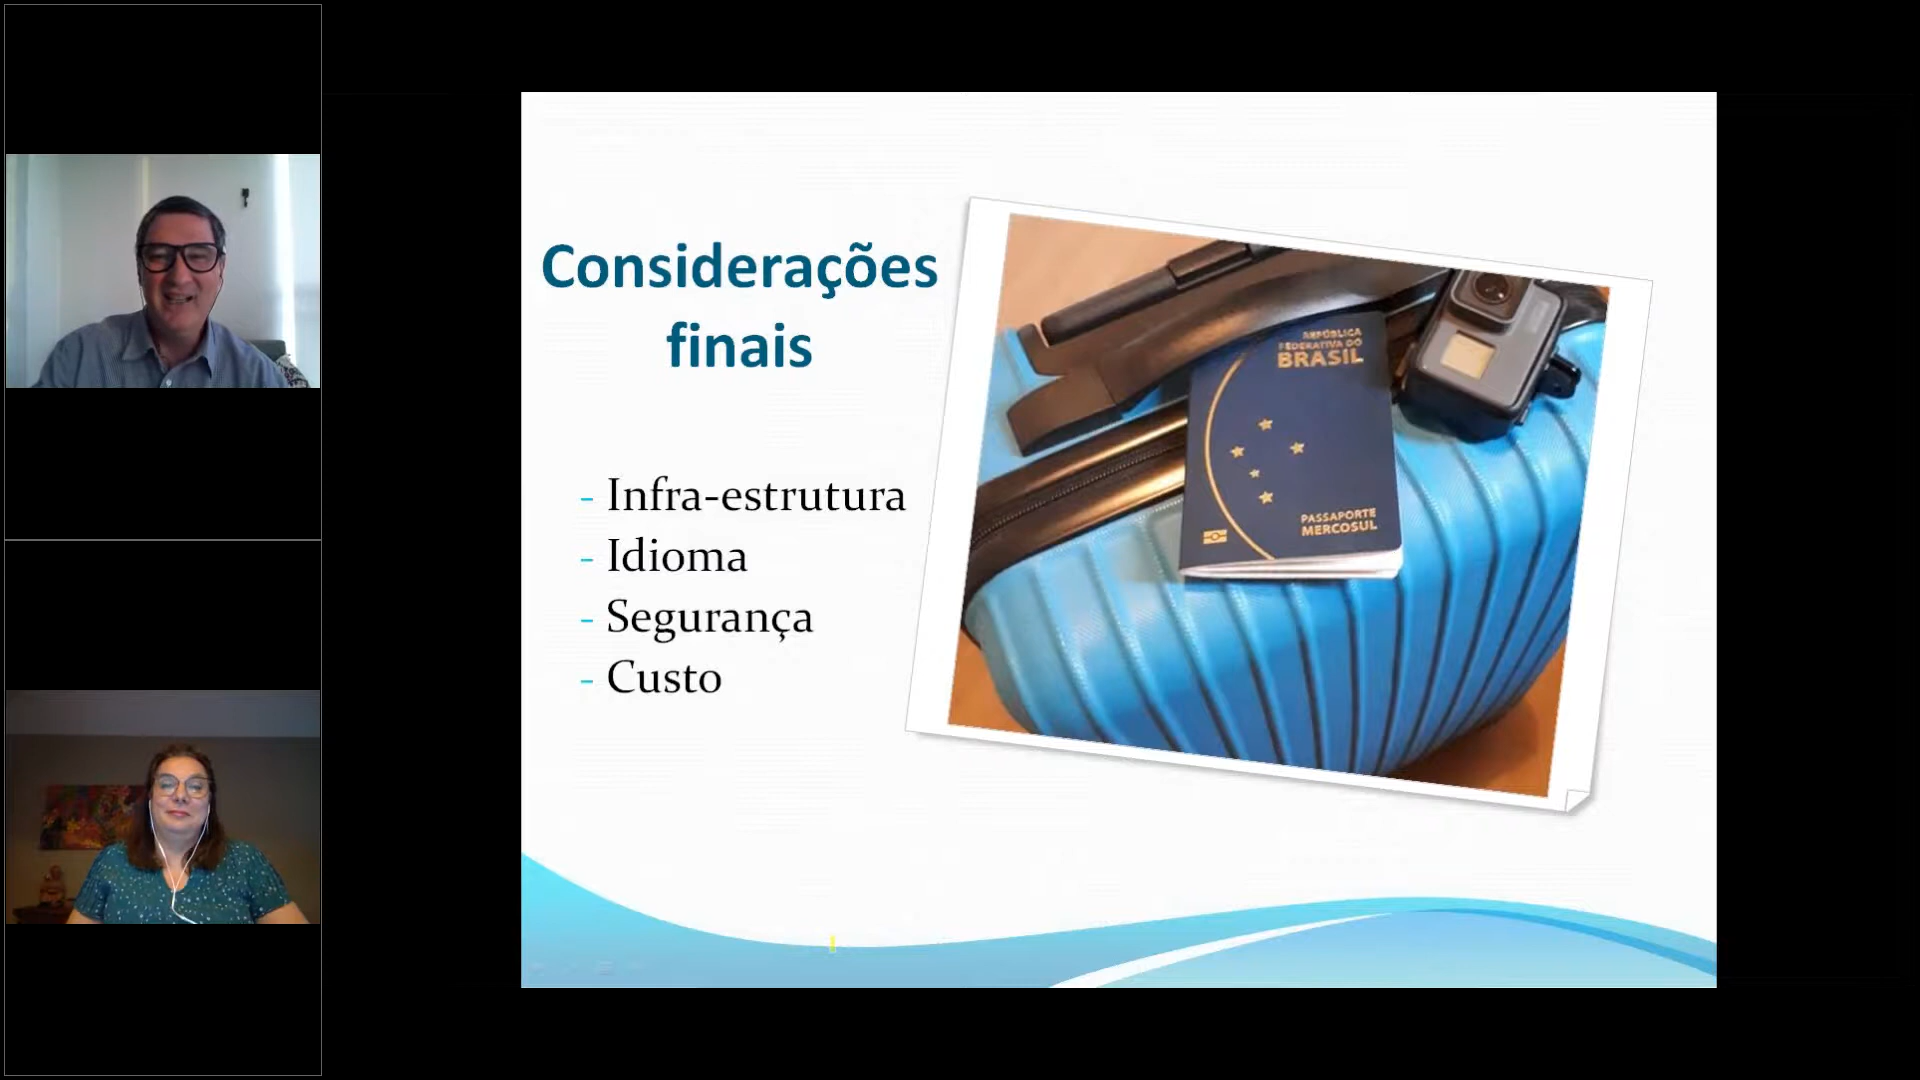 Considerações
finais
- Infra-estrutura
- Idioma
- Segurança
- Custo
REPÚBLICA
FEDERATIVA DO
BRASIL
PASSAPORTE
MERCOSUL